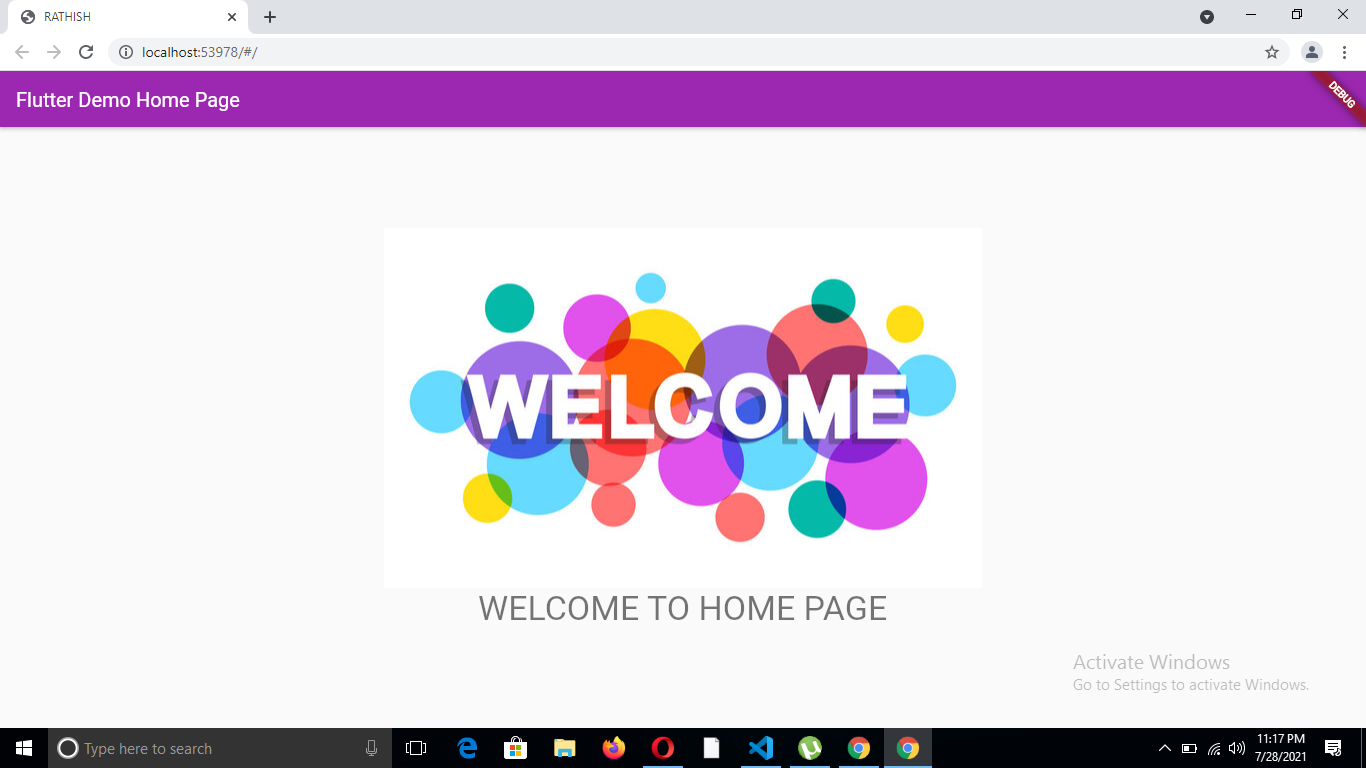 RATHISH
localhost:53978/#/
Flutter Demo Home Page
DEBUG
WELCOME
WELCOME TO HOME PAGE
Activate Windows
Go to Settings to activate Windows.
Type here to search
11:17 PM
7/28/2021